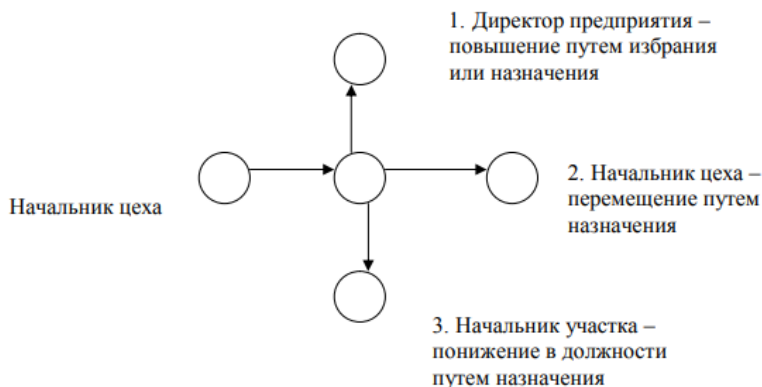 1. Директор предприятия –
повышение путем избрания
или назначения
2. Начальник цеха –
перемещение путем
назначения
Начальник цеха
3. Начальник участка –
понижение в должности
путем назначения